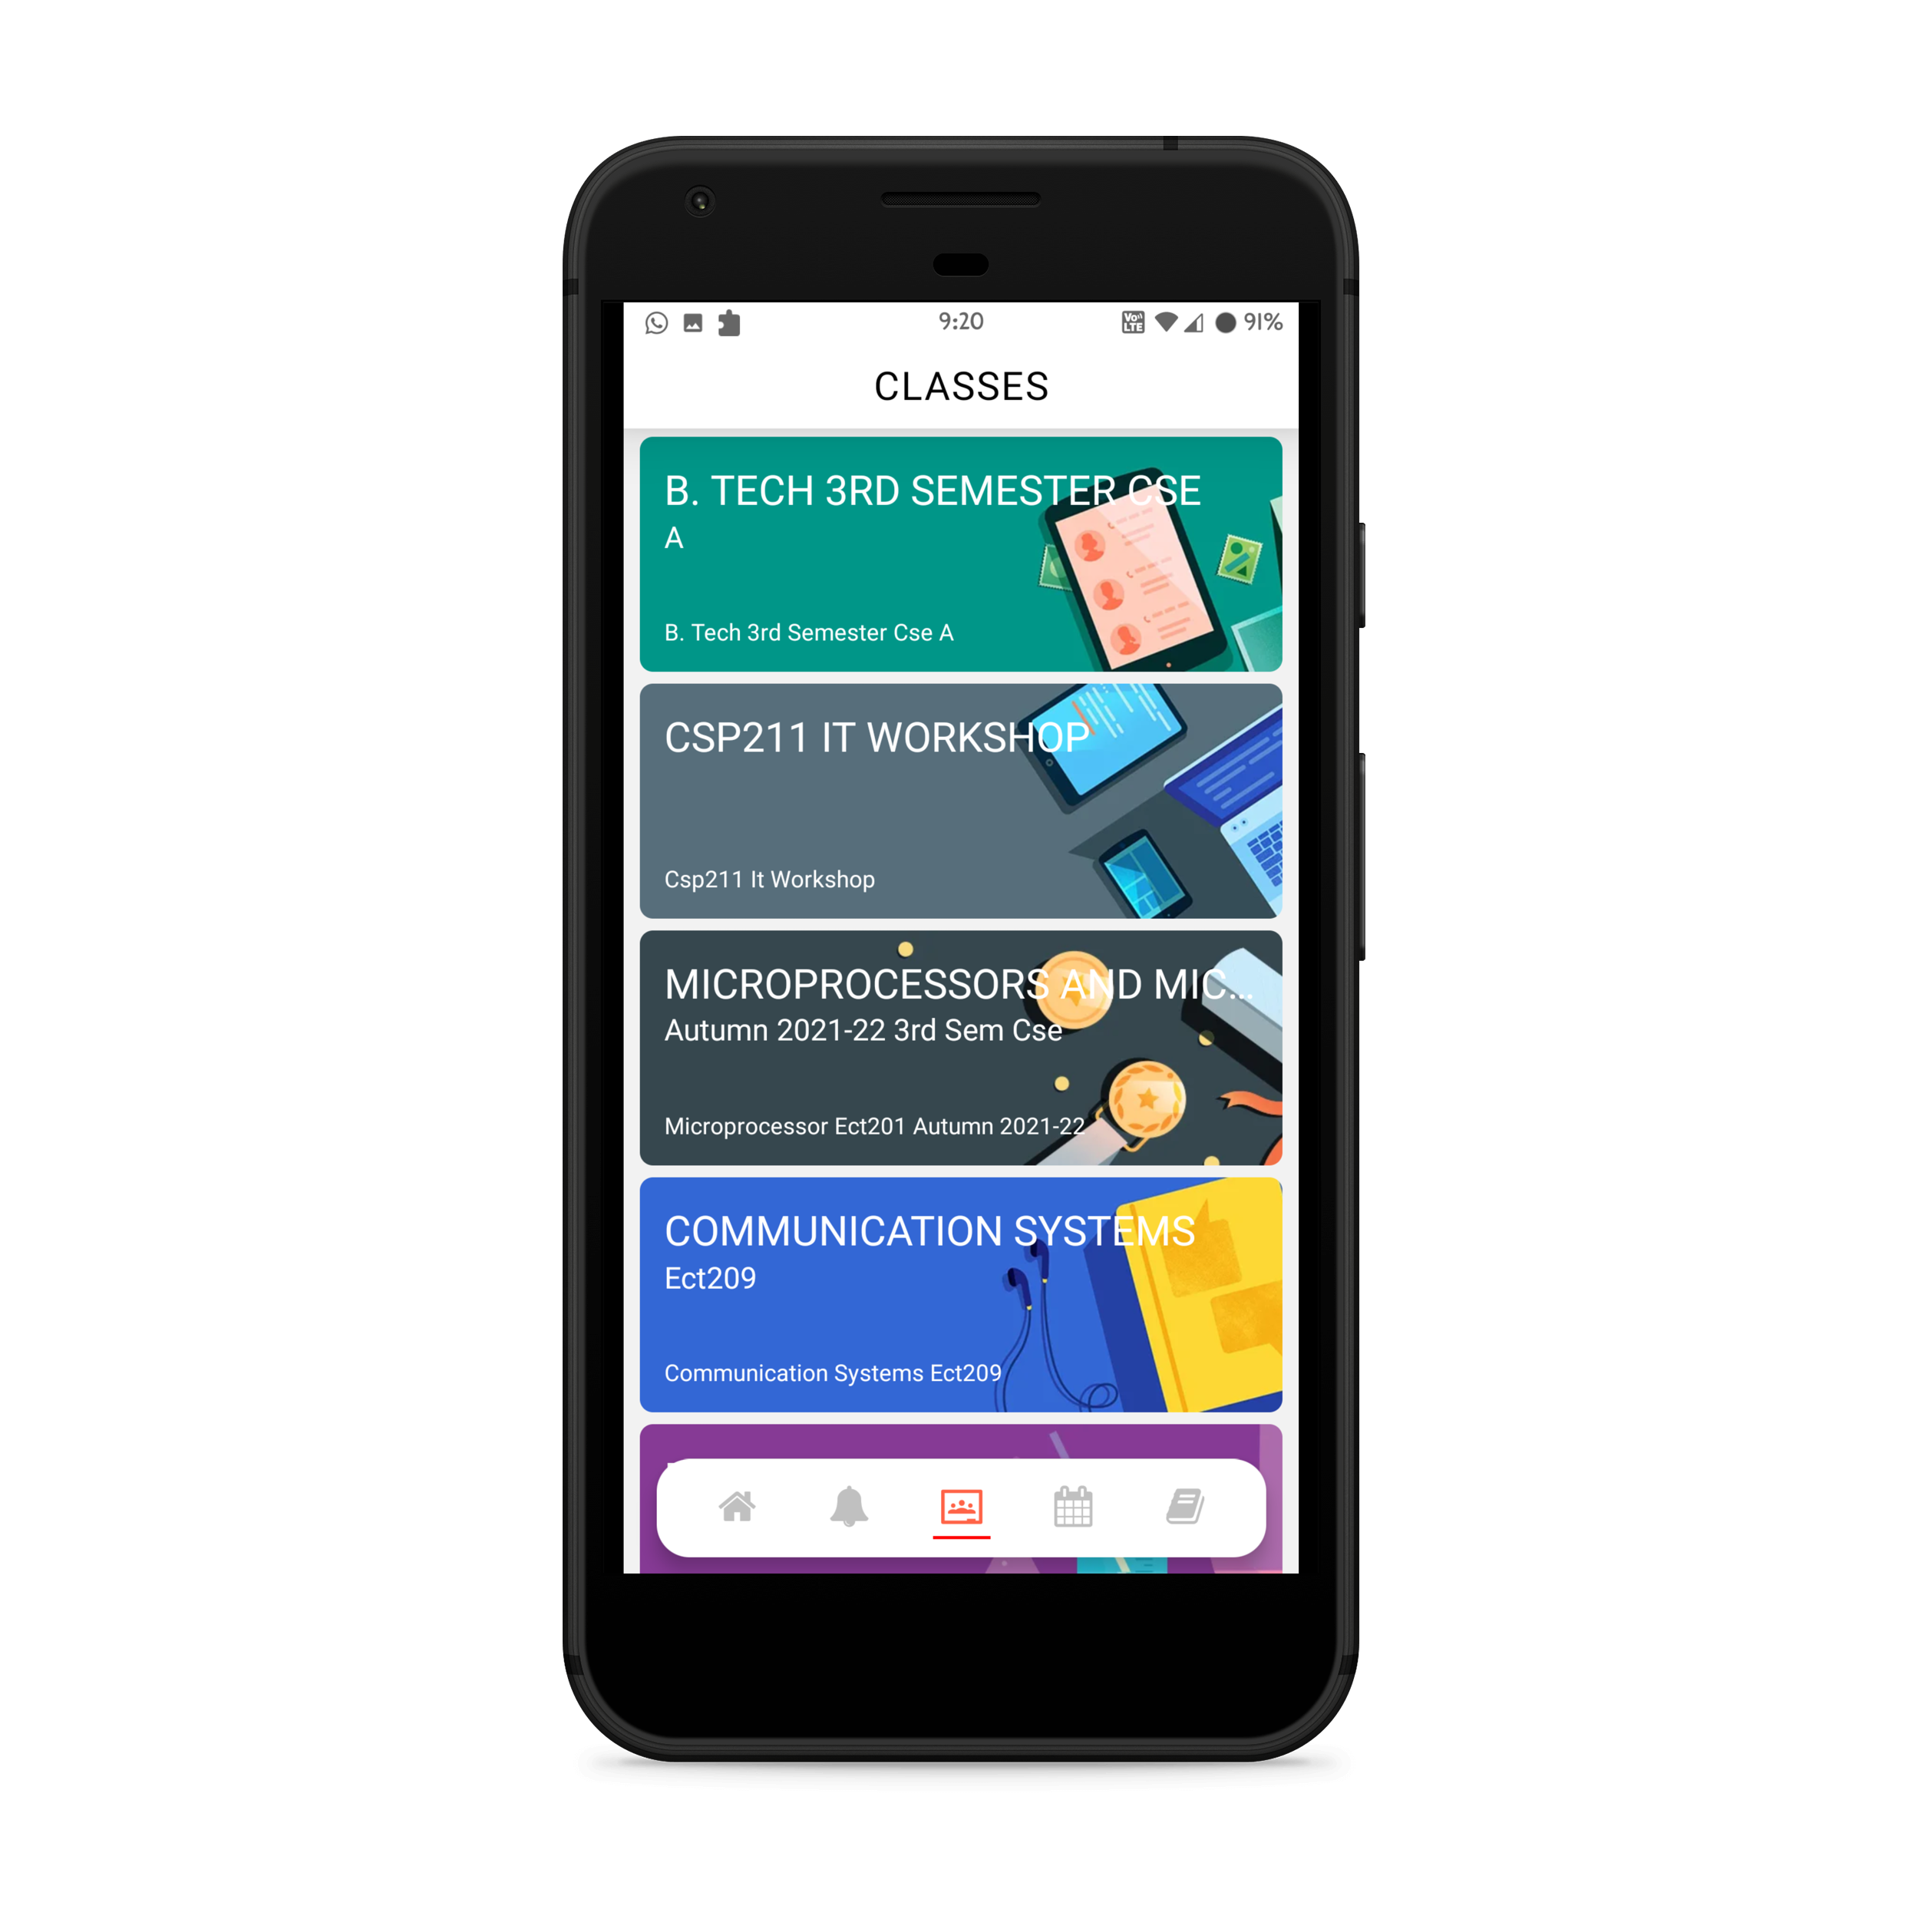 9:20
Vo)) LTE
91%
CLASSES
B. TECH 3RD SEMESTER CSE
A
B. Tech 3rd Semester Cse A
CSP211 IT WORKSHOP
Csp211 It Workshop
MICROPROCESSORS AND MIC...
Autumn 2021-22 3rd Sem Cse
Microprocessor Ect201 Autumn 2021-22
COMMUNICATION SYSTEMS
Ect209
Communication Systems Ect209